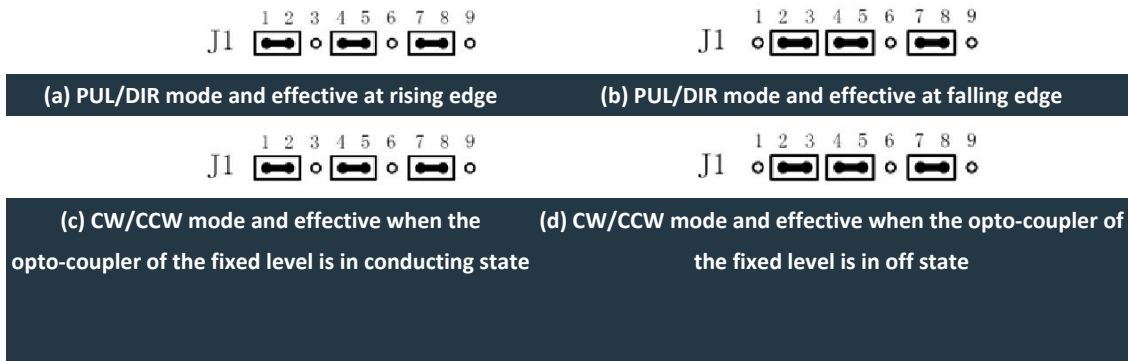 1 2 3 4 5 6 7 8 9
J1
1 2 3 4 5 6 7 8 9
J1
(a) PUL/DIR mode and effective at rising edge
(b) PUL/DIR mode and effective at falling edge
1 2 3 4 5 6 7 8 9
J1
1 2 3 4 5 6 7 8 9
J1
(c) CW/CCW mode and effective when the
opto-coupler of the fixed level is in conducting state
(d) CW/CCW mode and effective when the opto-coupler of
the fixed level is in off state